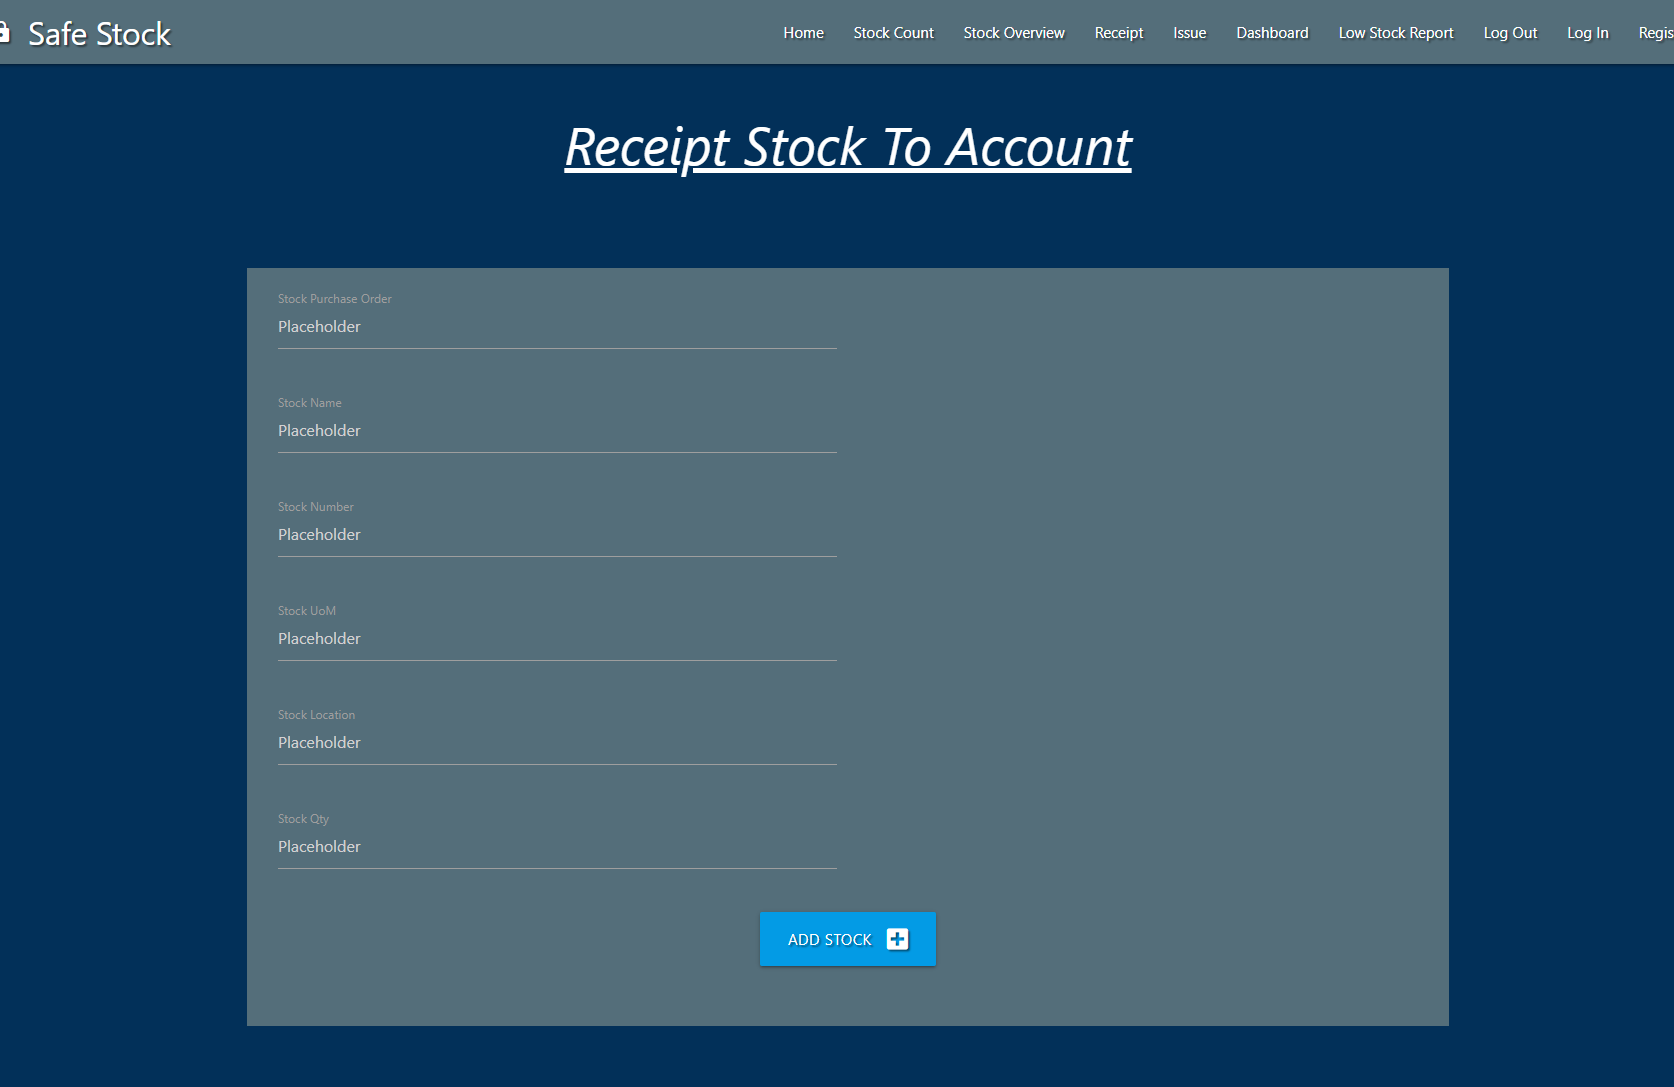 Safe Stock
Home Stock Count Stock Overview Receipt Issue Dashboard Low Stock Report Log Out Log In Regis
Receipt Stock To Account
Stock Purchase Order
Placeholder
Stock Name
Placeholder
Stock Number
Placeholder
Stock UoM
Placeholder
Stock Location
Placeholder
Stock Qty
Placeholder
ADD STOCK